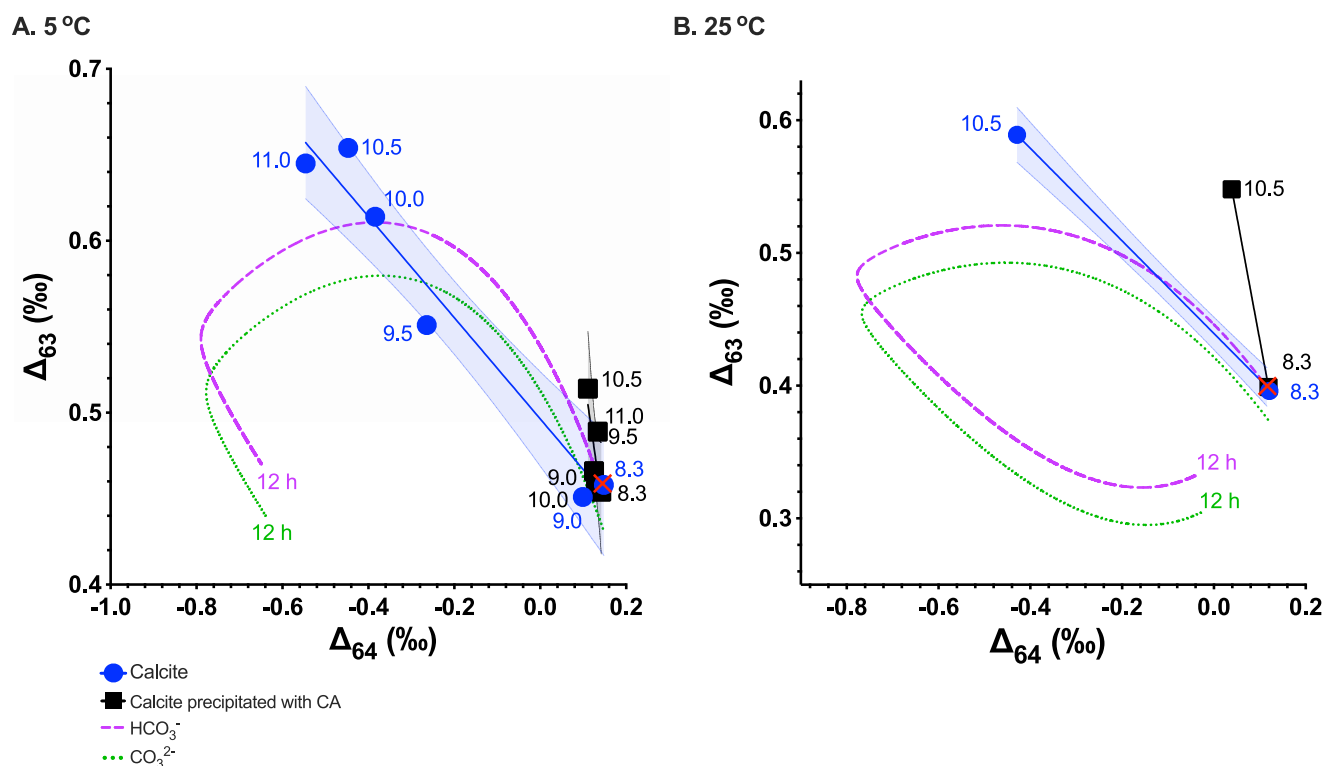 A. 5 °C
B. 25 °C
0.7
0.6
0.5
0.4
Δ63 (‰)
11.0
10.5
10.0
9.5
10.5
11.0
9.5
9.0
8.3
10.0
8.3
9.0
12 h
12 h
-1.0 -0.8 -0.6 -0.4 -0.2 0.0 0.2
Δ64 (‰)
0.6
0.5
0.4
0.3
Δ63 (‰)
10.5
10.5
8.3
8.3
12 h
12 h
-0.8 -0.6 -0.4 -0.2 0.0 0.2
Δ64 (‰)
Calcite
Calcite precipitated with CA
HCO3-
CO32-